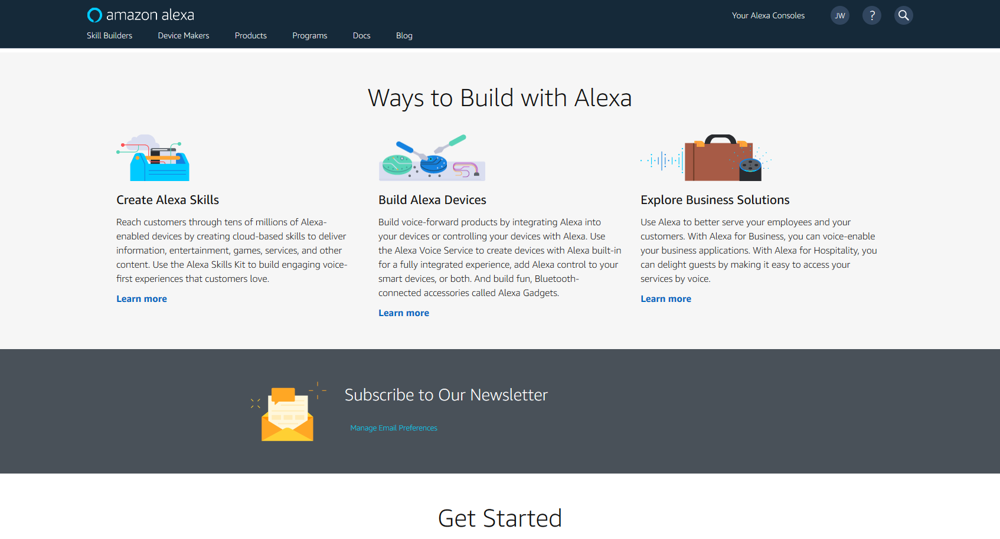 amazon alexa
Your Alexa Consoles
JW
?
Skill Builders
Device Makers
Products
Programs
Docs
Blog
Ways to Build with Alexa
Create Alexa Skills
Reach customers through tens of millions of Alexa-
enabled devices by creating cloud-based skills to deliver
information, entertainment, games, services, and other
content. Use the Alexa Skills Kit to build engaging voice-
first experiences that customers love.
Learn more
Build Alexa Devices
Build voice-forward products by integrating Alexa into
your devices or controlling your devices with Alexa. Use
the Alexa Voice Service to create devices with Alexa built-in
for a fully integrated experience, add Alexa control to your
smart devices, or both. And build fun, Bluetooth-
connected accessories called Alexa Gadgets.
Learn more
Explore Business Solutions
Use Alexa to better serve your employees and your
customers. With Alexa for Business, you can voice-enable
your business applications. With Alexa for Hospitality, you
can delight guests by making it easy to access your
services by voice.
Learn more
Subscribe to Our Newsletter
Manage Email Preferences
Get Started